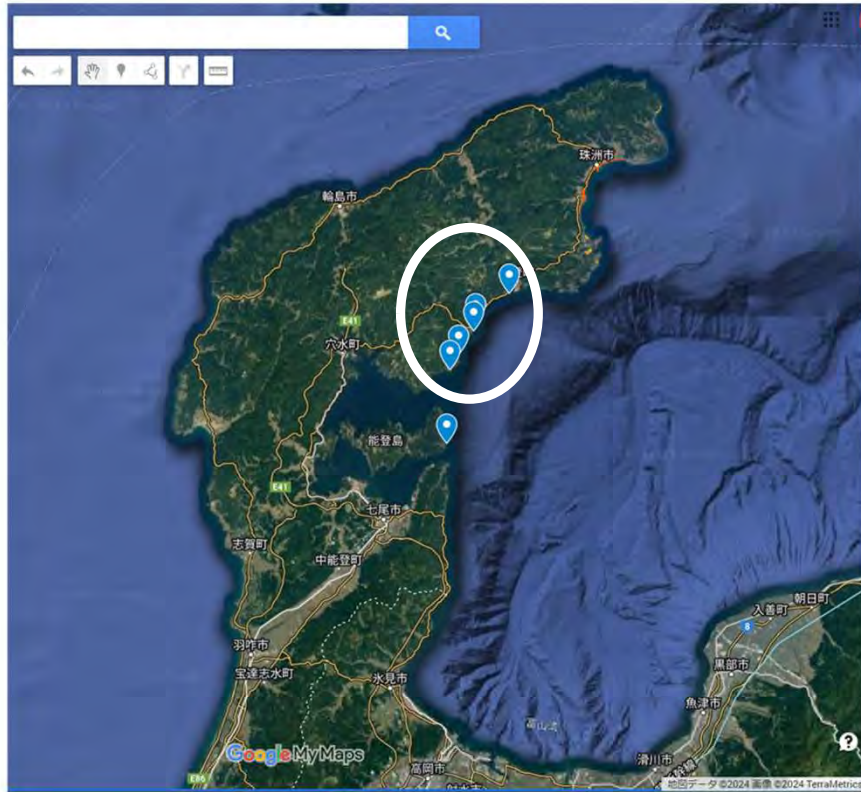 珠洲市
輪島市
E41
穴水町
能登島
E41
七尾市
志賀町
中能登町
朝日町
入善町
8
羽咋市
黒部市
宝達志水町
氷見市
魚津市
富山湾
Google My Maps
滑川市
高岡市
E86
地図データ ©2024 画像 ©2024 TerraMetrics